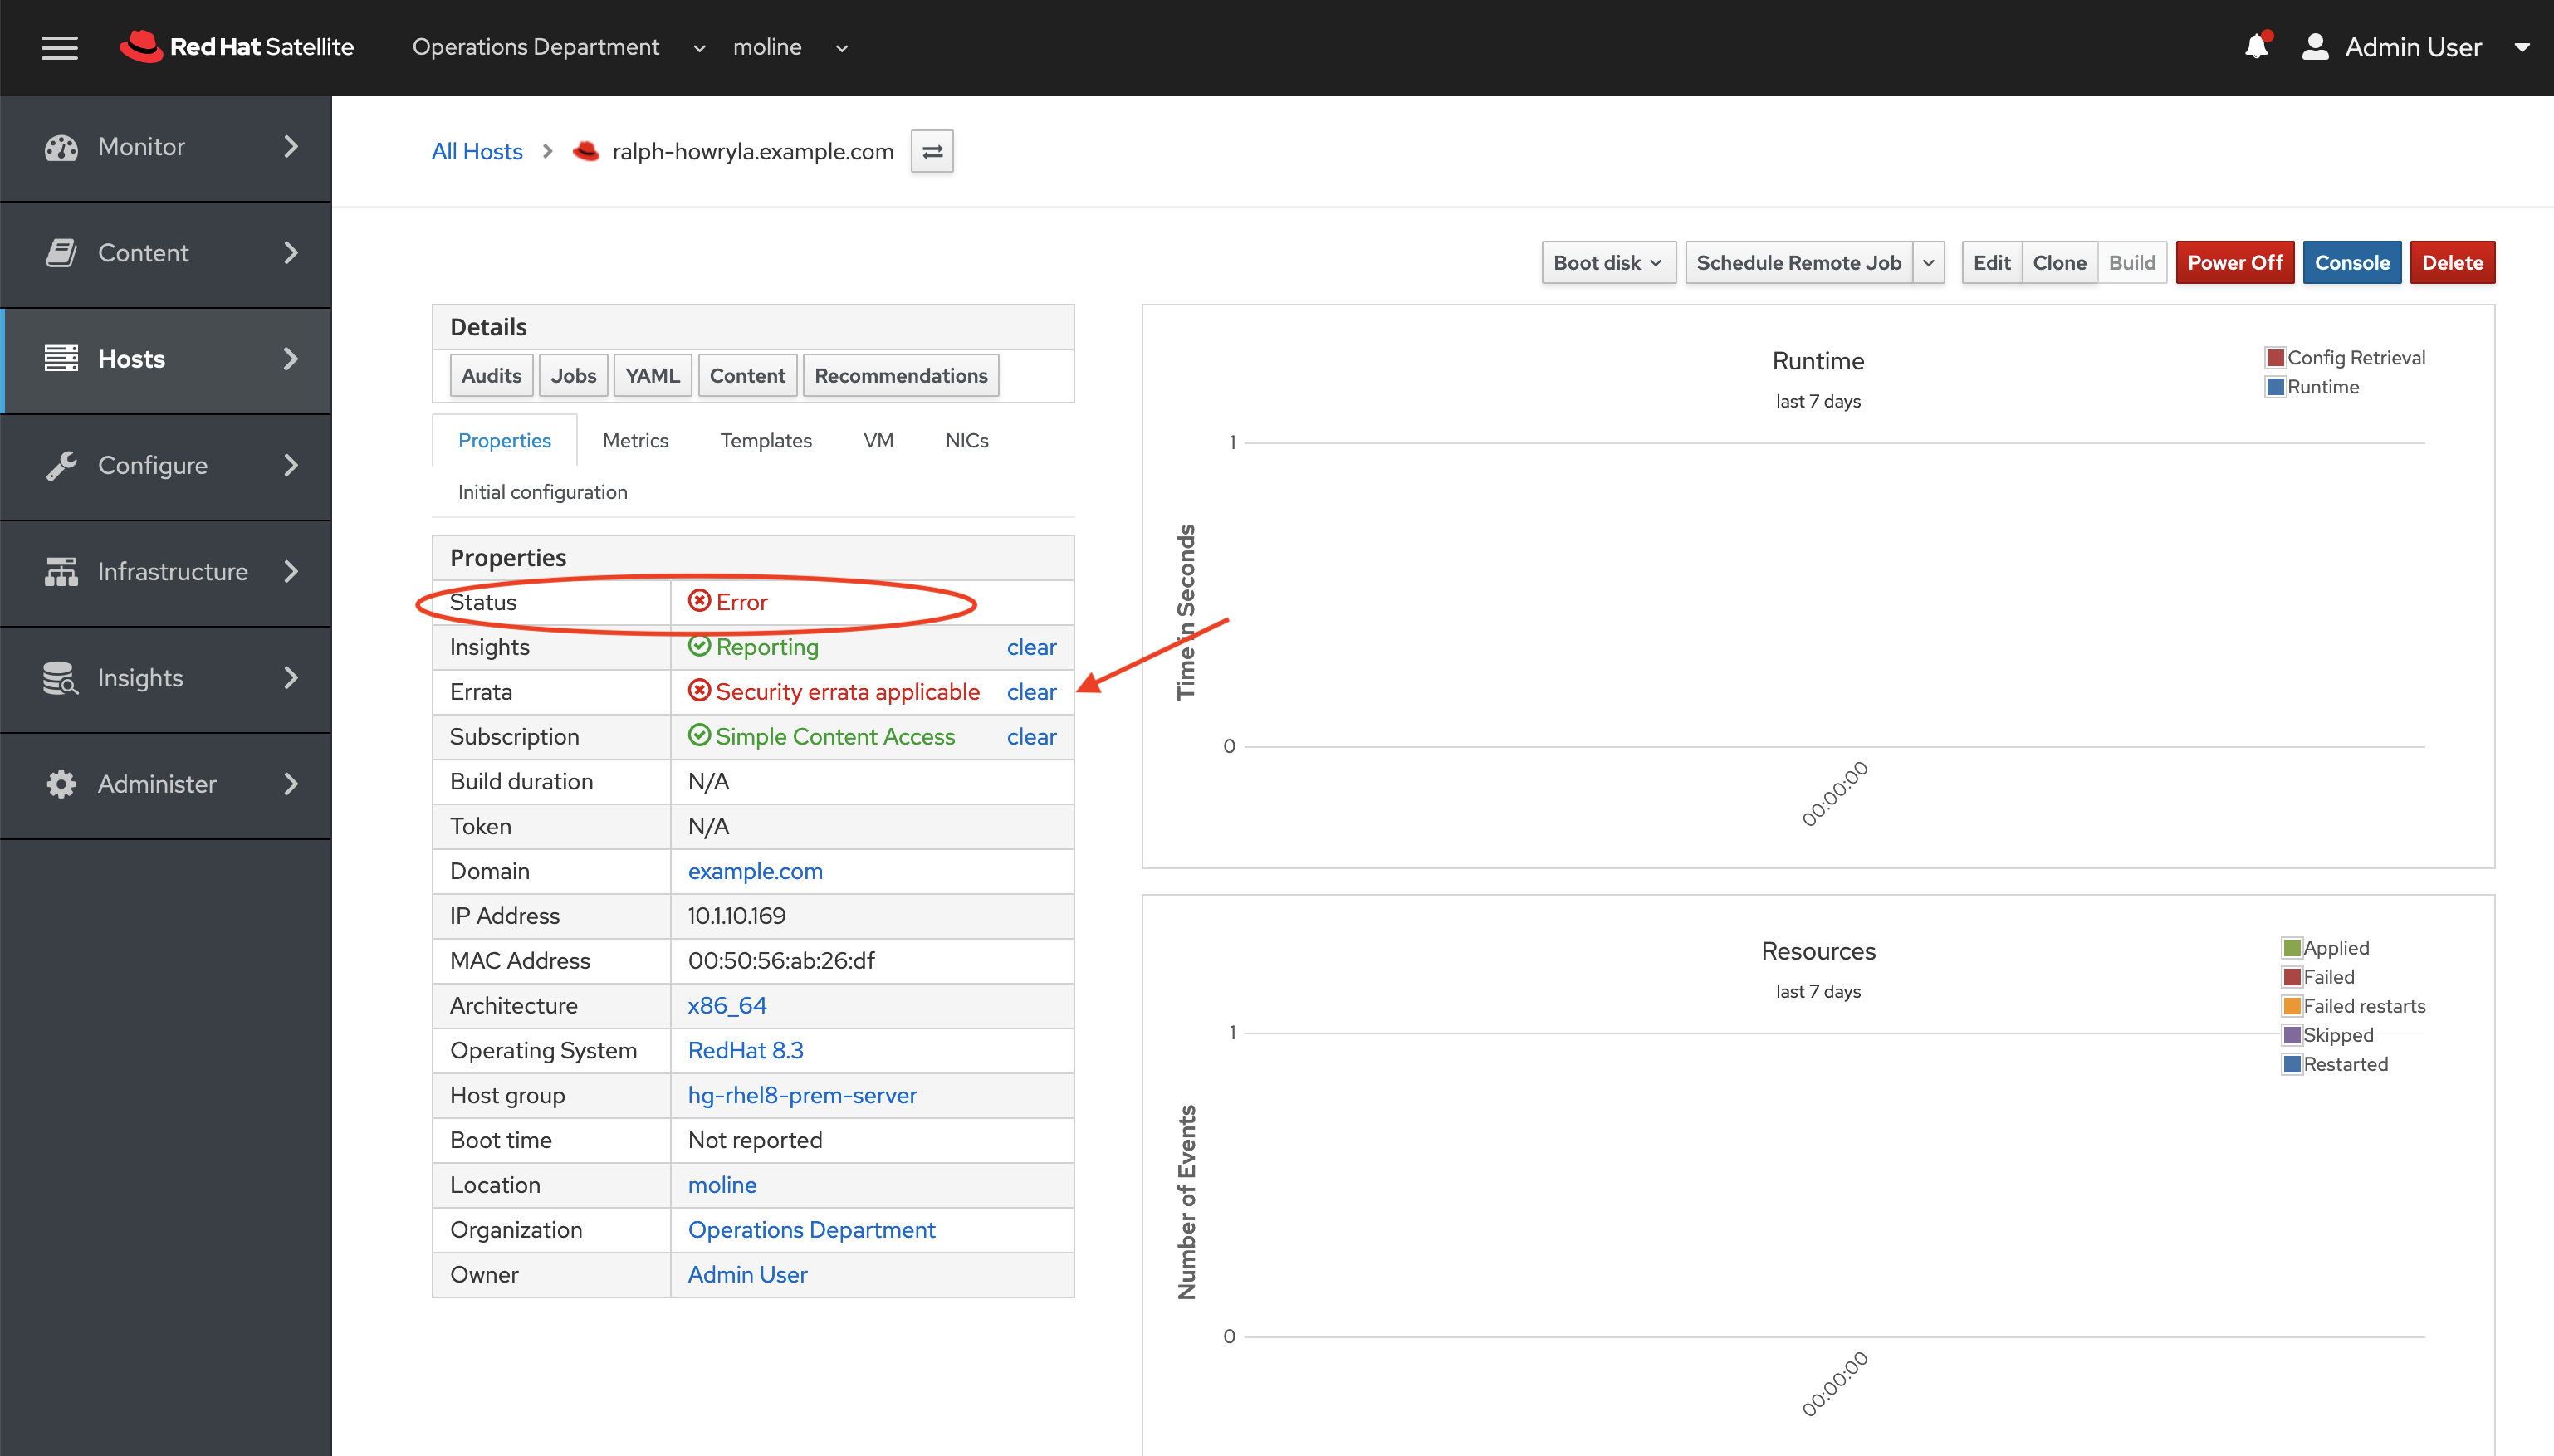 Red Hat Satellite Operations Department moline Admin User
Monitor
Content
Hosts
Configure
Infrastructure
Insights
Administer
All Hosts ralph-howryla.example.com
Boot disk Schedule Remote Job Edit Clone Build Power Off Console Delete
Details
Audits Jobs YAML Content Recommendations
Properties Metrics Templates VM NICs
Initial configuration
Properties
Status Error
Insights Reporting clear
Errata Security errata applicable clear
Subscription Simple Content Access clear
Build duration N/A
Token N/A
Domain example.com
IP Address 10.1.10.169
MAC Address 00:50:56:ab:26:df
Architecture x86_64
Operating System RedHat 8.3
Host group hg-rhel8-prem-server
Boot time Not reported
Location moline
Organization Operations Department
Owner Admin User
Runtime
last 7 days
Config Retrieval
Runtime
1
Time in Seconds
0
00:00:00
Resources
last 7 days
Applied
Failed
Failed restarts
Skipped
Restarted
1
Number of Events
0
00:00:00